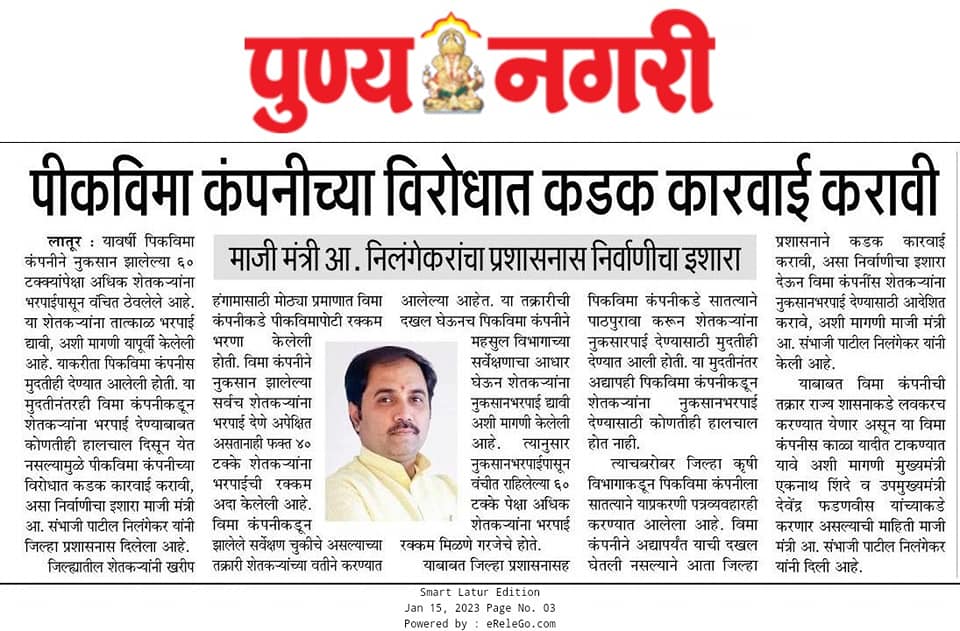 पुण्य नगरी
पीकविमा कंपनीच्या विरोधात कडक कारवाई करावी
माजी मंत्री आ. निलंगेकरांचा प्रशासनास निर्वाणीचा इशारा
लातूर : यावर्षी पिकविमा
कंपनीने नुकसान झालेल्या ६०
टक्यांपेक्षा अधिक शेतकऱ्यांना
भरपाईपासून वंचित ठेवलेले आहे.
या शेतकऱ्यांना तात्काळ भरपाई
द्यावी, अशी मागणी यापूर्वी केलेली
आहे. याकरीता पिकविमा कंपनीस
मुदतीही देण्यात आलेली होती. या
मुदतीनंतरही विमा कंपनीकडून
शेतकऱ्यांना भरपाई देण्याबाबत
कोणतीही हालचाल दिसून येत
नसल्यामुळे पीकविमा कंपनीच्या
विरोधात कडक कारवाई करावी,
असा निर्वाणीचा इशारा माजी मंत्री
आ. संभाजी पाटील निलंगेकर यांनी
जिल्हा प्रशासनास दिलेला आहे.
जिल्ह्यातील शेतकऱ्यांनी खरीप
हंगामासाठी मोठ्या प्रमाणात विमा
कंपनीकडे पीकविमापोटी रक्कम
भरणा केलेली
होती. विमा कंपनीने
नुकसान झालेल्या
सर्वच शेतकऱ्यांना
भरपाई देणे अपेक्षित
असतानाही फक्त ४०
टक्के शेतकऱ्यांना
भरपाईची रक्कम
अदा केलेली आहे.
विमा कंपनीकडून
झालेले सर्वेक्षण चुकीचे असल्याच्या
तक्रारी शेतकऱ्यांच्या वतीने करण्यात
आलेल्या आहेत. या तक्रारीची
दखल घेऊनच पिकविमा कंपनीने
महसुल विभागाच्या
सर्वेक्षणाचा आधार
घेऊन शेतकऱ्यांना
नुकसानभरपाई द्यावी
अशी मागणी केलेली
आहे. त्यानुसार
नुकसानभरपाईपासून
वंचीत राहिलेल्या ६०
टक्के पेक्षा अधिक
शेतकऱ्यांना भरपाई
रक्कम मिळणे गरजेचे होते.
याबाबत जिल्हा प्रशासनासह
पिकविमा कंपनीकडे सातत्याने
पाठपुरावा करून शेतकऱ्यांना
नुकसारपाई देण्यासाठी मुदतीही
देण्यात आली होती. या मुदतीनंतर
अद्यापही पिकविमा कंपनीकडून
शेतकऱ्यांना नुकसानभरपाई
देण्यासाठी कोणतीही हालचाल
होत नाही.
त्याचबरोबर जिल्हा कृषी
विभागाकडून पिकविमा कंपनीला
सातत्याने याप्रकरणी पत्रव्यवहारही
करण्यात आलेला आहे. विमा
कंपनीने अद्यापर्यंत याची दखल
घेतली नसल्याने आता जिल्हा
प्रशासनाने कडक कारवाई
करावी, असा निर्वाणीचा इशारा
देऊन विमा कंपनींस शेतकऱ्यांना
नुकसानभरपाई देण्यासाठी आदेशित
करावे, अशी मागणी माजी मंत्री
आ. संभाजी पाटील निलंगेकर यांनी
केली आहे.
याबाबत विमा कंपनीची
तक्रार राज्य शासनाकडे लवकरच
करण्यात येणार असून या विमा
कंपनीस काळा यादीत टाकण्यात
यावे अशी मागणी मुख्यमंत्री
एकनाथ शिंदे व उपमुख्यमंत्री
देवेंद्र फडणवीस यांच्याकडे
करणार असल्याची माहिती माजी
मंत्री आ. संभाजी पाटील निलंगेकर
यांनी दिली आहे.
Smart Latur Edition
Jan 15, 2023 Page No. 03
Powered by : eReleGo.com